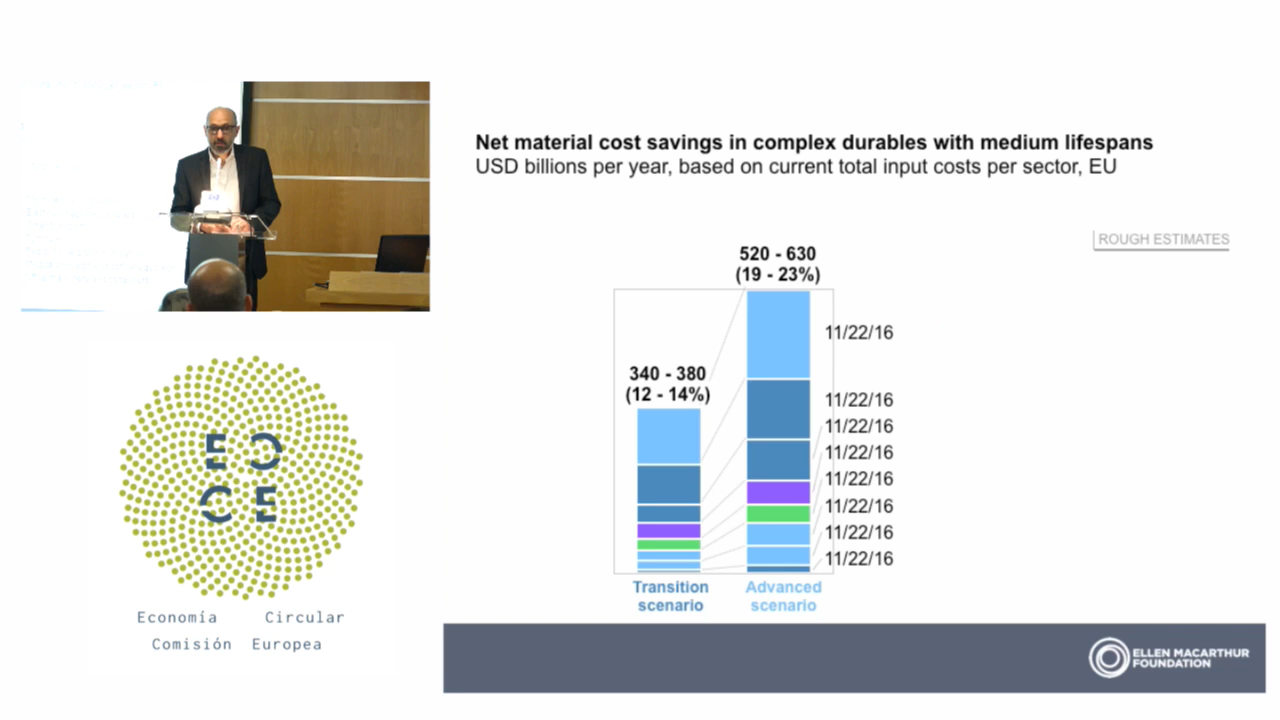 Net material cost savings in complex durables with medium lifespans
USD billions per year, based on current total input costs per sector, EU
ROUGH ESTIMATES
520 - 630
(19 - 23%)
340 - 380
(12 - 14%)
11/22/16
11/22/16
11/22/16
11/22/16
11/22/16
11/22/16
11/22/16
11/22/16
Transition
scenario
Advanced
scenario
EC
CE
Economía Circular
Comisión Europea
ELLEN MACARTHUR
FOUNDATION